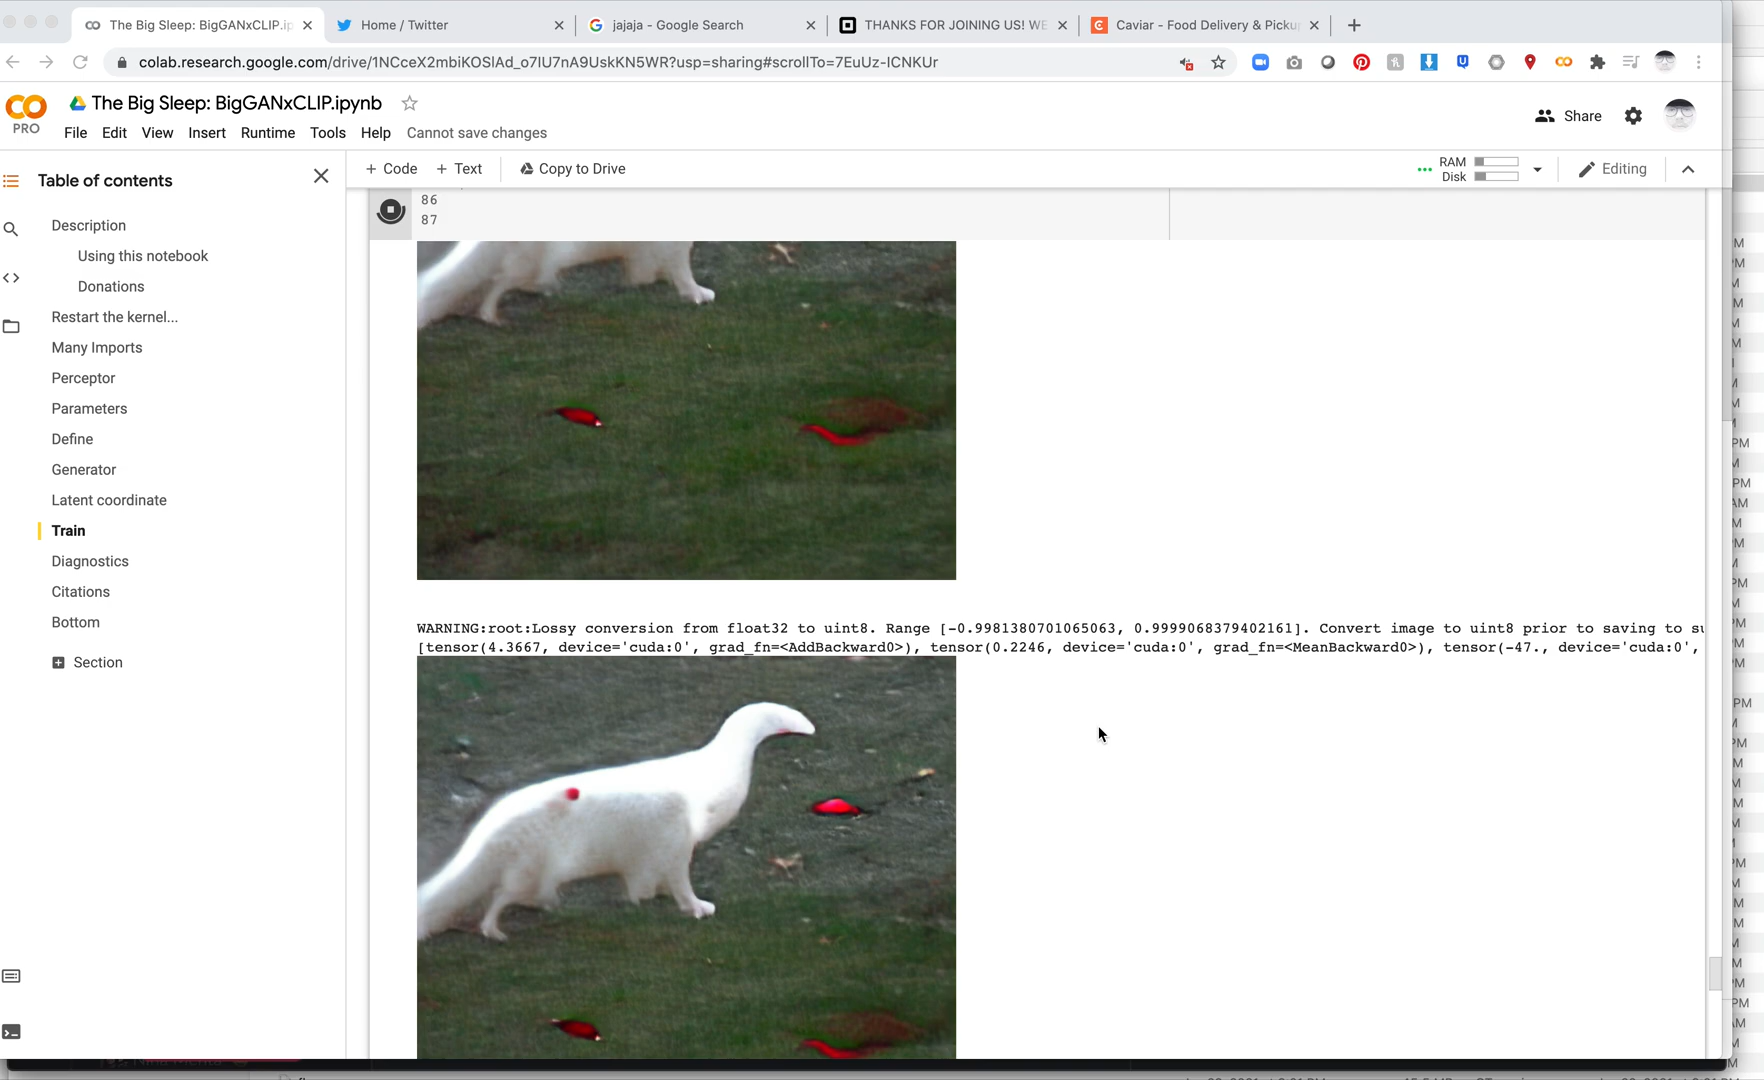 The Big Sleep: BigGANxCLIP.ip
Home / Twitter
jajaja - Google Search
THANKS FOR JOINING US! WE
Caviar - Food Delivery & Picku
colab.research.google.com/drive/1NCceX2mbiKOSlAd_o7lU7nA9UskKN5WR?usp=sharing#scrollTo=7EuUz-ICNKUr
The Big Sleep: BigGANxCLIP.ipynb
PRO
File Edit View Insert Runtime Tools Help Cannot save changes
Share
+ Code + Text Copy to Drive
RAM
Disk
Editing
Table of contents
Description
Using this notebook
Donations
Restart the kernel...
Many Imports
Perceptor
Parameters
Define
Generator
Latent coordinate
Train
Diagnostics
Citations
Bottom
Section
86
87
WARNING:root:Lossy conversion from float32 to uint8. Range [-0.9981380701065063, 0.9999068379402161]. Convert image to uint8 prior to saving to su
[tensor(4.3667, device='cuda:0', grad_fn=<AddBackward0>), tensor(0.2246, device='cuda:0', grad_fn=<MeanBackward0>), tensor(-47., device='cuda:0',